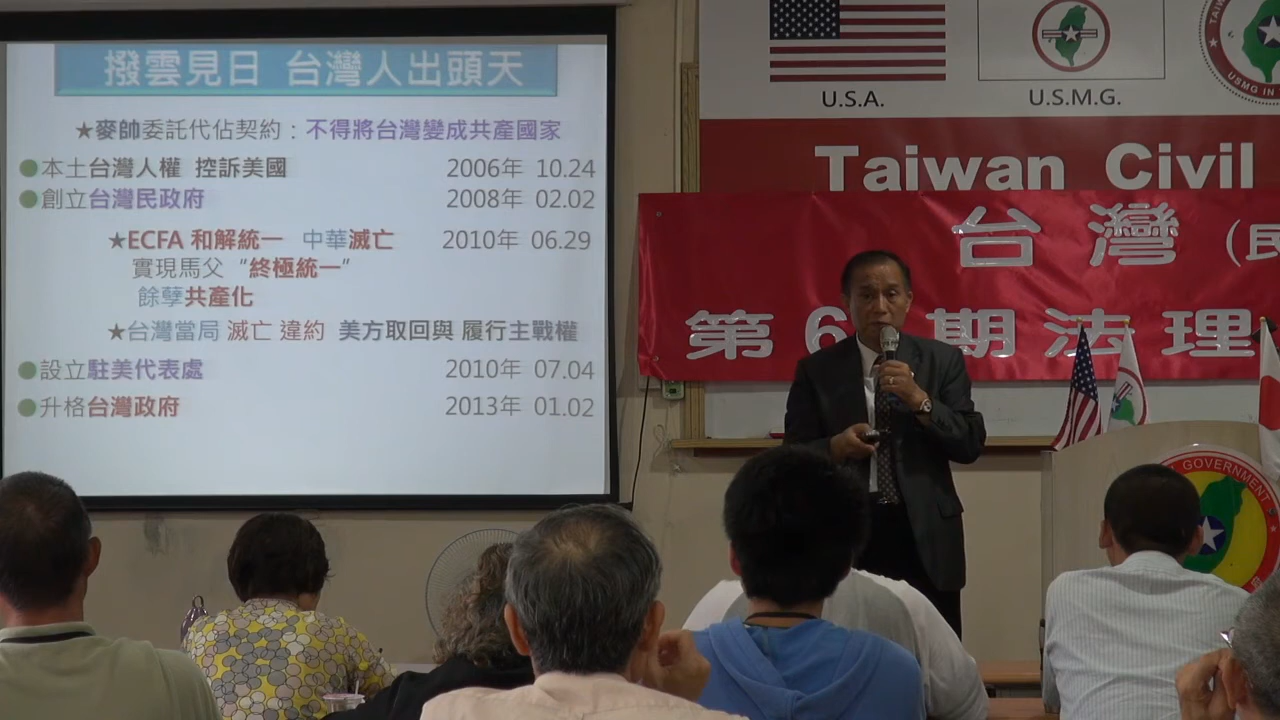 撥雲見日 台灣人出頭天
★麥帥委託代佔契約：不得將台灣變成共產國家
●本土台灣人權 控訴美國 2006年 10.24
●創立台灣民政府 2008年 02.02
★ECFA 和解統一 中華滅亡 2010年 06.29
實現馬父 “終極統一”
餘孽共產化
★台灣當局 滅亡 違約 美方取回與 履行主戰權
●設立駐美代表處 2010年 07.04
●升格台灣政府 2013年 01.02
U.S.A.
U.S.M.G.
USMG IN
Taiwan Civil
台灣（民
第 6 期法理
GOVERNMENT